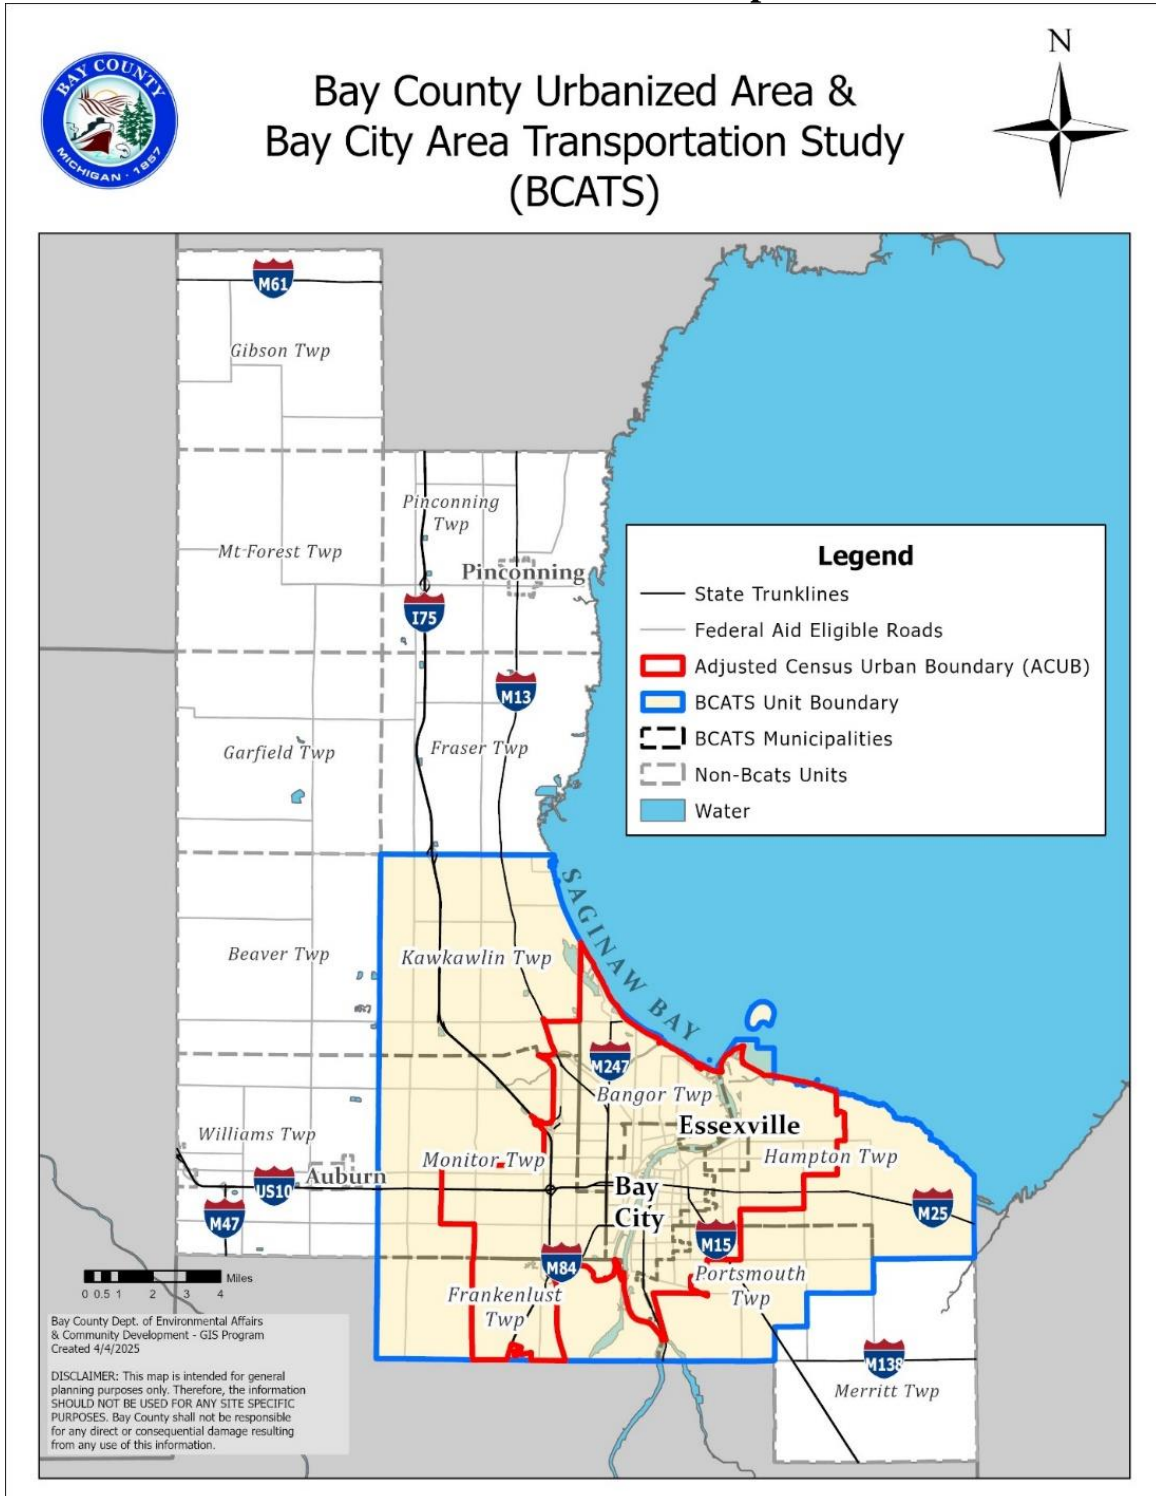 N
BAY COUNTY
MICHIGAN - 1857
Bay County Urbanized Area &
Bay City Area Transportation Study
(BCATS)
M61
Gibson Twp
Pinconning
Twp
Mt Forest Twp
Pinconning
I75
M13
Garfield Twp
Fraser Twp
Legend
State Trunklines
Federal Aid Eligible Roads
Adjusted Census Urban Boundary (ACUB)
BCATS Unit Boundary
BCATS Municipalities
Non-Bcats Units
Water
SAGINAW BAY
Beaver Twp
Kawkawlin Twp
M247
Bangor Twp
Essexville
Williams Twp
Monitor Twp
Hampton Twp
Auburn
US10
Bay
City
M47
M25
M15
M84
Portsmouth
Twp
Frankenlust
Twp
M138
Merritt Twp
Miles
0 0.5 1 2 3 4
Bay County Dept. of Environmental Affairs
& Community Development - GIS Program
Created 4/4/2025
DISCLAIMER: This map is intended for general
planning purposes only. Therefore, the information
SHOULD NOT BE USED FOR ANY SITE SPECIFIC
PURPOSES. Bay County shall not be responsible
for any direct or consequential damage resulting
from any use of this information.